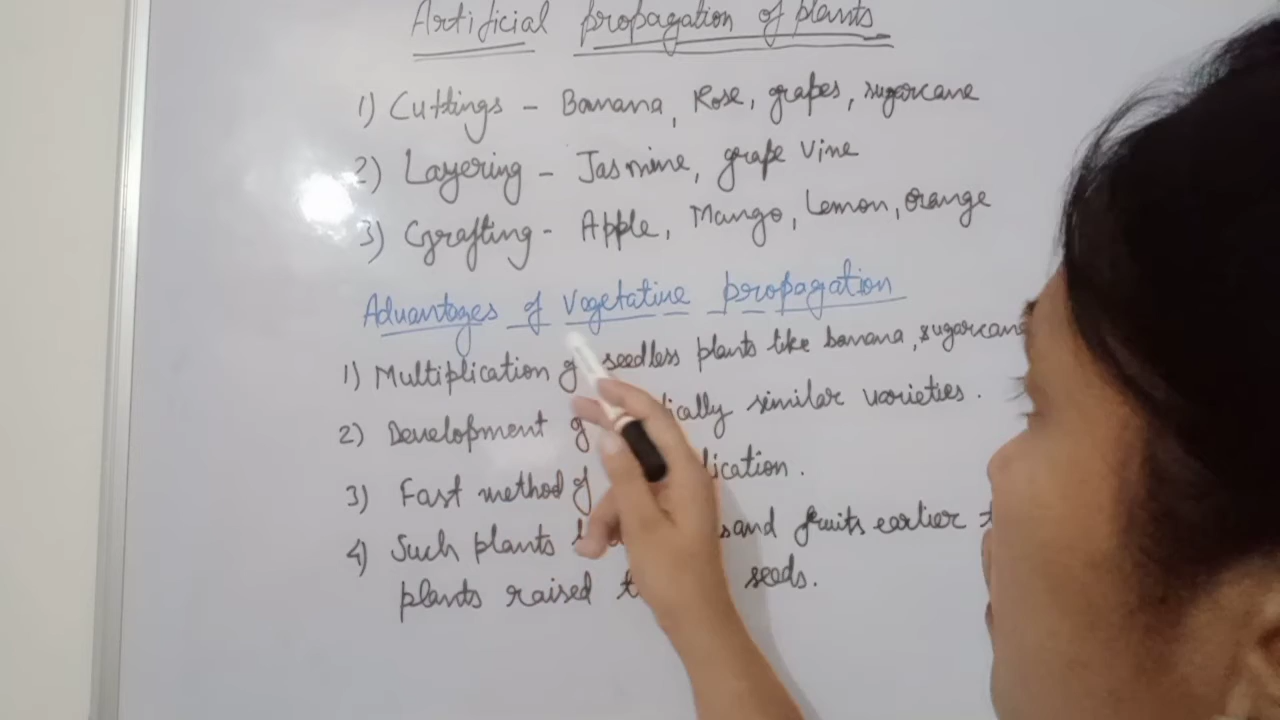 Artificial propagation of plants
1) Cuttings - Banana, Rose, grapes, sugarcane
2) Layering - Jasmine, grape vine
3) Grafting - Apple, Mango, Lemon, orange
Advantages of vegetative propagation
1) Multiplication of seedless plants like banana, sugarcane
2) Development similar varieties.
3) Fast method of
4) Such plants and fruits earlier
plants raised seeds.